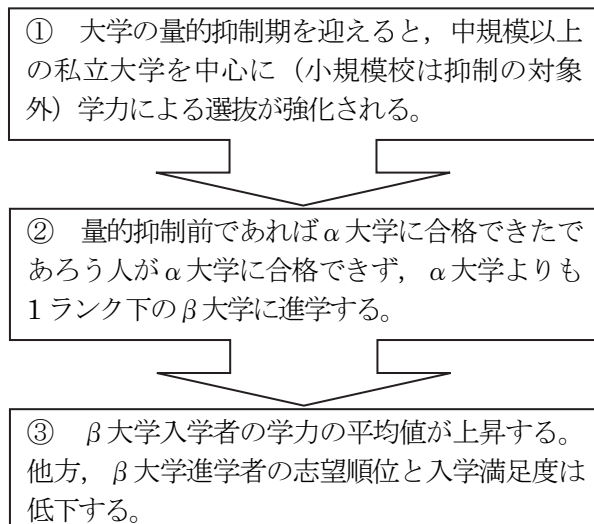 ① 大学の量的抑制期を迎えると，中規模以上
の私立大学を中心に（小規模校は抑制の対象
外）学力による選抜が強化される。
② 量的抑制前であればα大学に合格できたで
あろう人がα大学に合格できず，α大学よりも
1 ランク下のβ大学に進学する。
③ β大学入学者の学力の平均値が上昇する。
他方，β大学進学者の志望順位と入学満足度は
低下する。